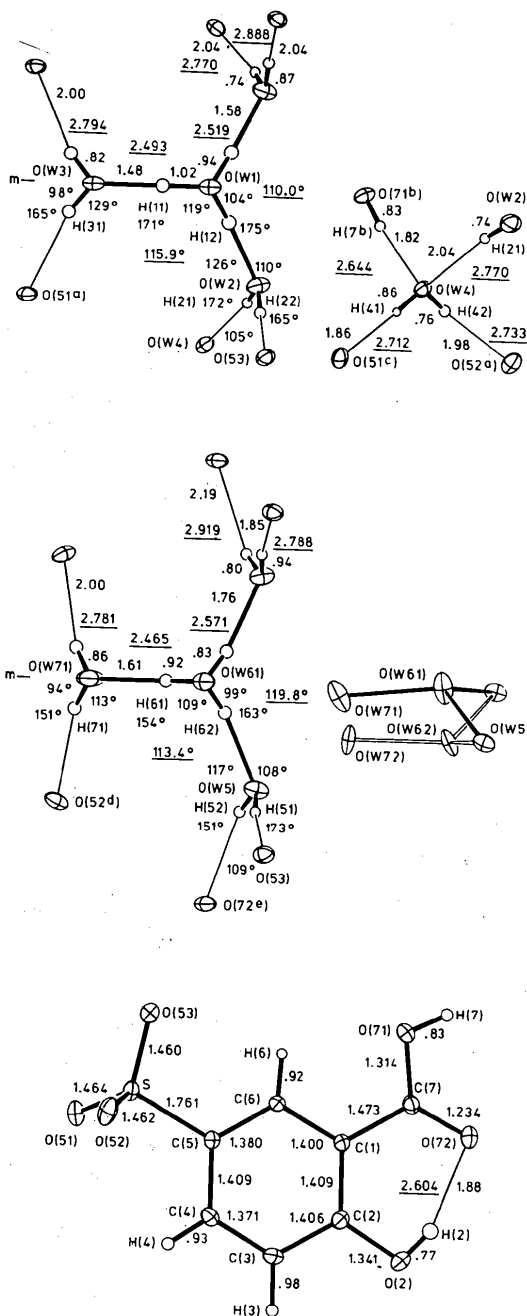 2.888
2.04
2.04
2.770
.74
.87
2.00
1.58
2.794
2.493
2.519
O(W3)
.82
1.48
1.02
.94
O(W1)
m—
98°
129°
119°
104°
110.0°
165°
H(31)
H(11)
171°
H(12)
175°
115.9°
126°
110°
O(51a)
O(W2)
H(21)
172°
H(22)
165°
O(W4)
105°
O(53)
O(71b)
O(W2)
.83
.74
H(7b)
1.82
2.04
H(21)
2.644
O(W4)
2.770
.86
H(41)
H(42)
.76
1.86
2.712
1.98
2.733
O(51c)
O(52a)
2.19
1.85
2.919
2.788
.80
.94
2.00
1.76
2.781
2.465
2.571
.86
O(W71)
1.61
.92
.83
O(W61)
m—
94°
113°
109°
99°
119.8°
151°
H(71)
H(61)
154°
H(62)
163°
113.4°
117°
108°
O(52d)
O(W5)
H(52)
H(51)
151°
173°
109°
O(53)
O(72e)
O(W61)
O(W71)
O(W62)
O(W5
O(W72)
O(53)
H(7)
O(71)
.83
1.460
H(6)
1.314
1.464
S
.92
C(7)
1.761
C(6)
1.473
1.234
O(51)
O(52)
1.462
O(72)
C(5)
1.380
1.400
C(1)
1.409
1.409
2.604
1.88
C(4)
1.371
1.406
C(2)
H(2)
H(4)
.93
C(3)
1.341
.77
.98
O(2)
H(3)